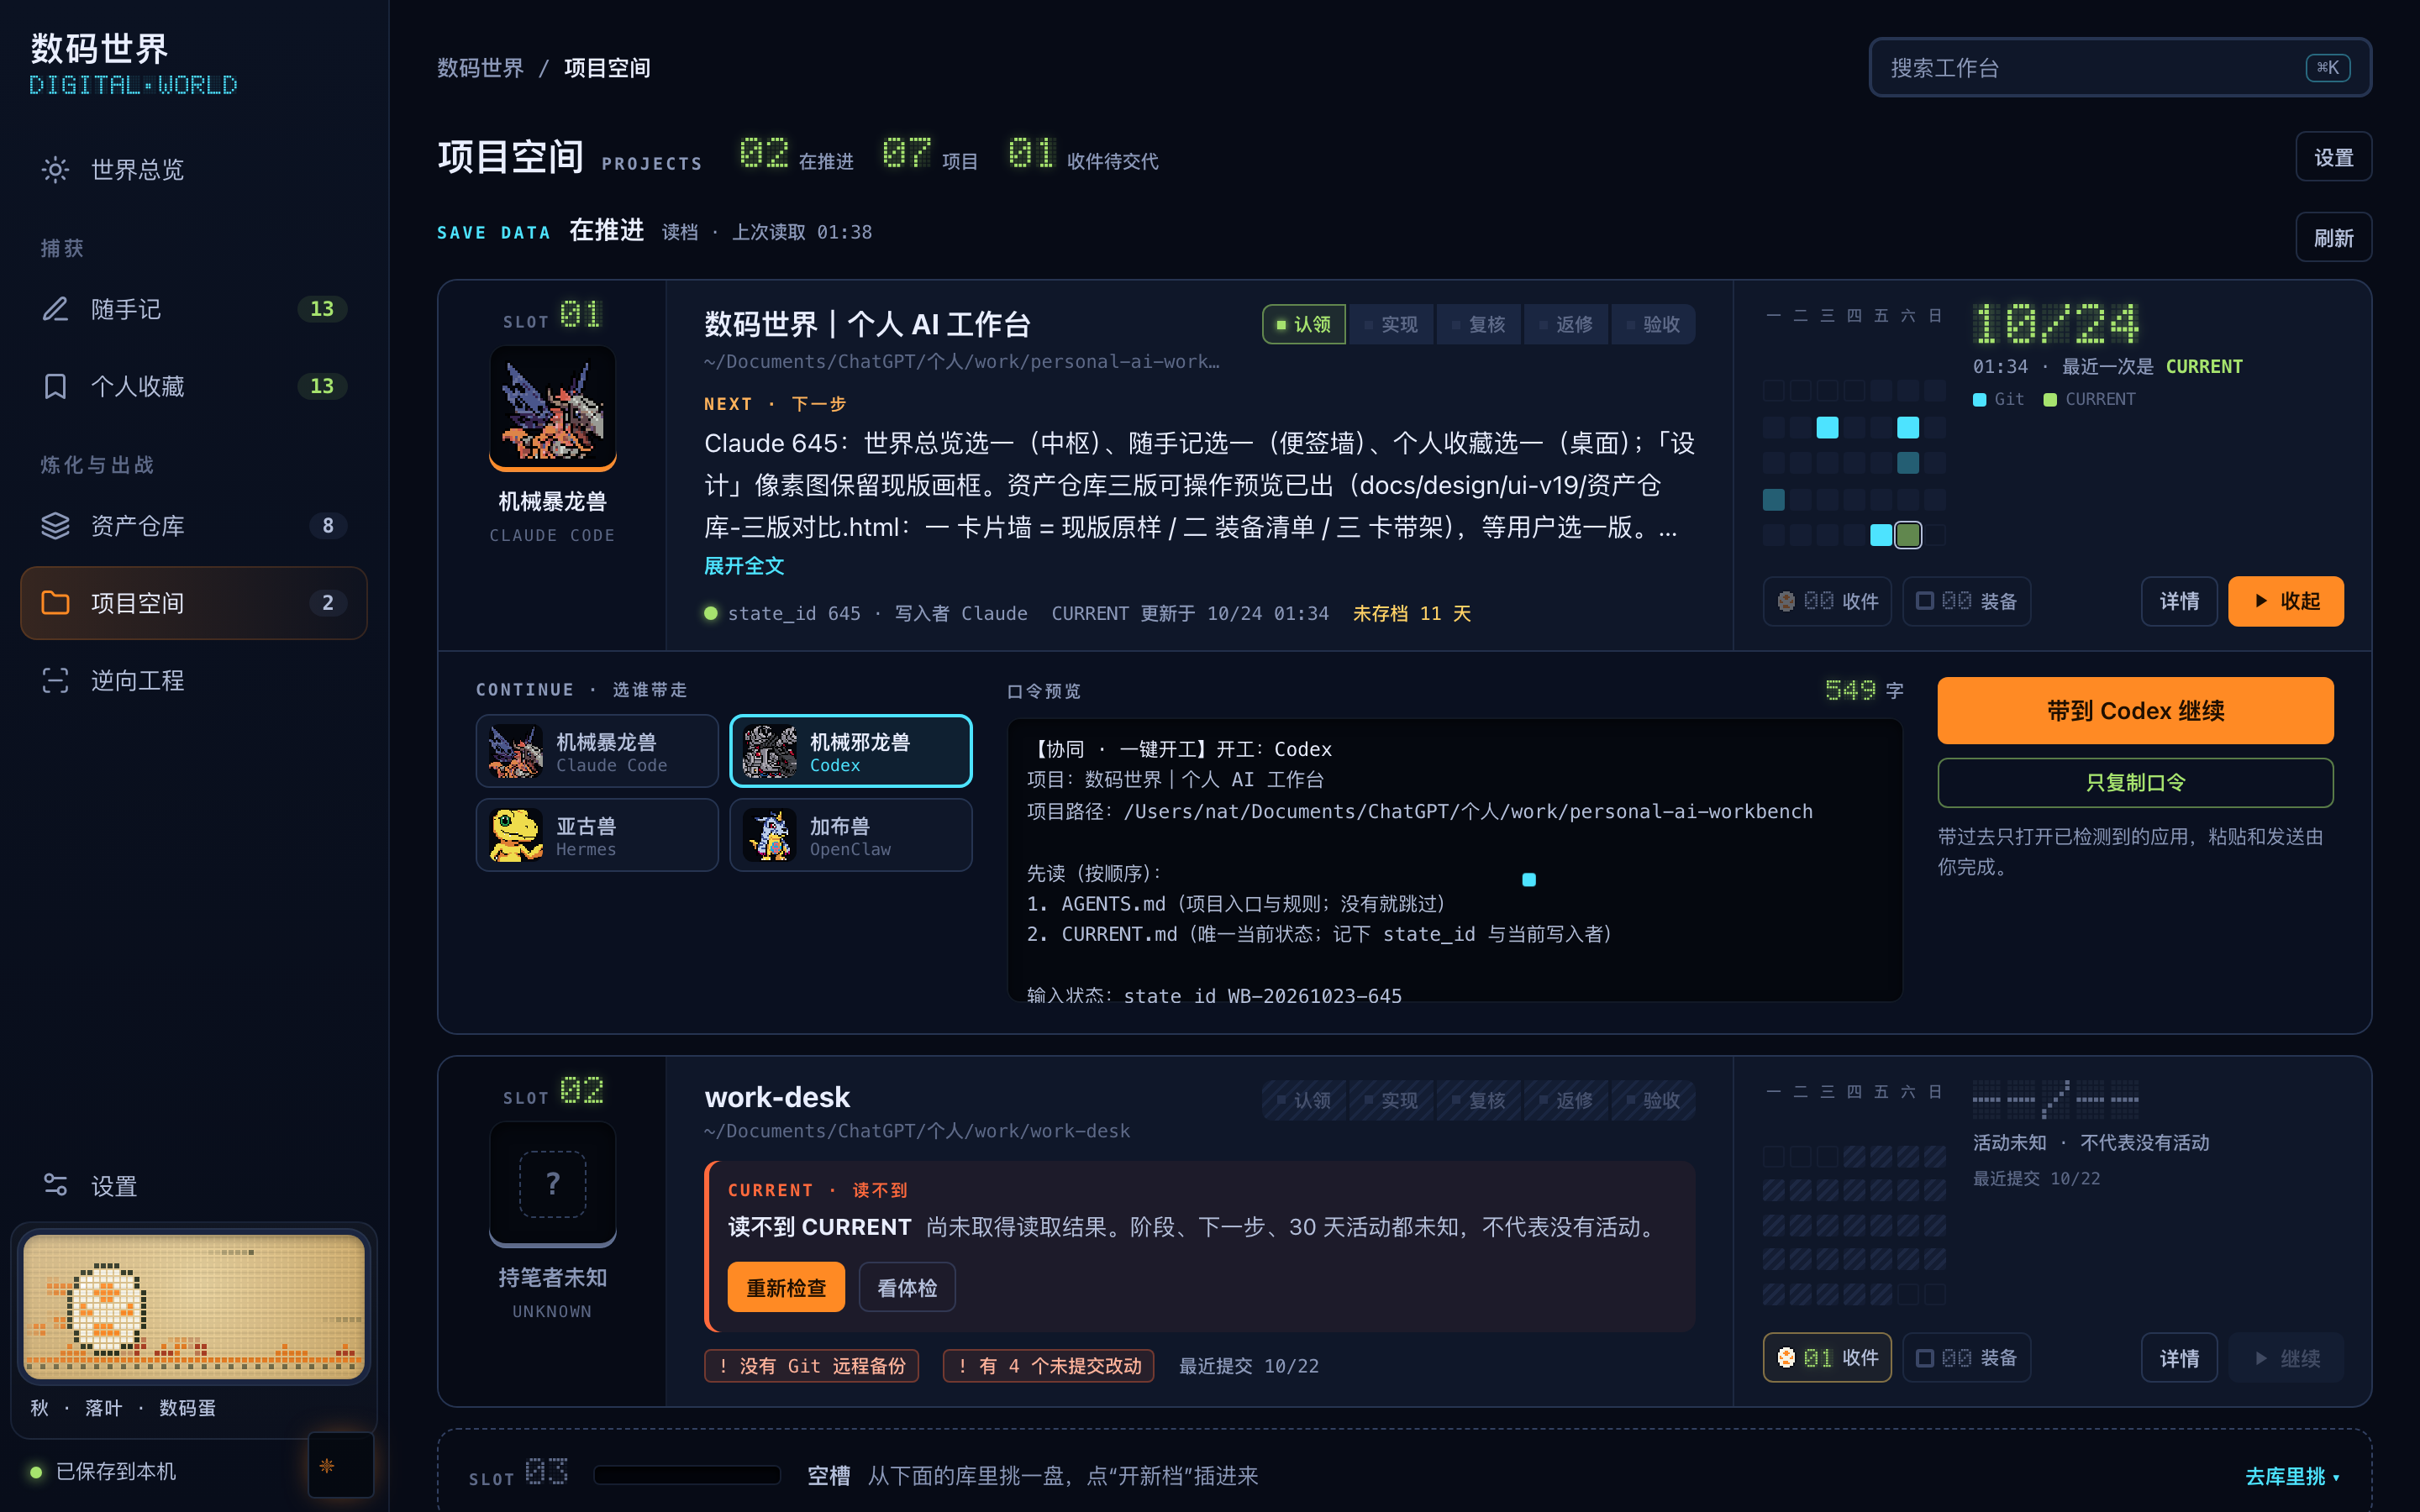 数码世界
DIGITAL·WORLD
世界总览
捕获
随手记 13
个人收藏 13
炼化与出战
资产仓库 8
项目空间 2
逆向工程
设置
秋 · 落叶 · 数码蛋
已保存到本机
数码世界 / 项目空间
搜索工作台 ⌘K
项目空间 PROJECTS 02 在推进 07 项目 01 收件待交代
设置
SAVE DATA 在推进 读档 · 上次读取 01:38
刷新
SLOT 01
机械暴龙兽
CLAUDE CODE
数码世界｜个人 AI 工作台
认领 实现 复核 返修 验收
~/Documents/ChatGPT/个人/work/personal-ai-work…
NEXT · 下一步
Claude 645：世界总览选一（中枢）、随手记选一（便签墙）、个人收藏选一（桌面）；「设
计」像素图保留现版画框。资产仓库三版可操作预览已出（docs/design/ui-v19/资产仓
库-三版对比.html：一 卡片墙 = 现版原样 / 二 装备清单 / 三 卡带架），等用户选一版。…
展开全文
state_id 645 · 写入者 Claude CURRENT 更新于 10/24 01:34 未存档 11 天
一 二 三 四 五 六 日
10/24
01:34 · 最近一次是 CURRENT
Git CURRENT
00 收件 00 装备 详情 ▶ 收起
CONTINUE · 选谁带走
机械暴龙兽
Claude Code
机械邪龙兽
Codex
亚古兽
Hermes
加布兽
OpenClaw
口令预览 549 字
【协同 · 一键开工】开工：Codex
项目：数码世界｜个人 AI 工作台
项目路径：/Users/nat/Documents/ChatGPT/个人/work/personal-ai-workbench
先读（按顺序）：
1. AGENTS.md（项目入口与规则；没有就跳过）
2. CURRENT.md（唯一当前状态；记下 state_id 与当前写入者）
输入状态：state_id WB-20261023-645
带到 Codex 继续
只复制口令
带过去只打开已检测到的应用，粘贴和发送由
你完成。
SLOT 02
?
持笔者未知
UNKNOWN
work-desk
认领 实现 复核 返修 验收
~/Documents/ChatGPT/个人/work/work-desk
CURRENT · 读不到
读不到 CURRENT 尚未取得读取结果。阶段、下一步、30 天活动都未知，不代表没有活动。
重新检查 看体检
! 没有 Git 远程备份 ! 有 4 个未提交改动 最近提交 10/22
一 二 三 四 五 六 日
--/--
活动未知 · 不代表没有活动
最近提交 10/22
01 收件 00 装备 详情 ▶ 继续
SLOT 03 空槽 从下面的库里挑一盘，点“开新档”插进来 去库里挑 ▾